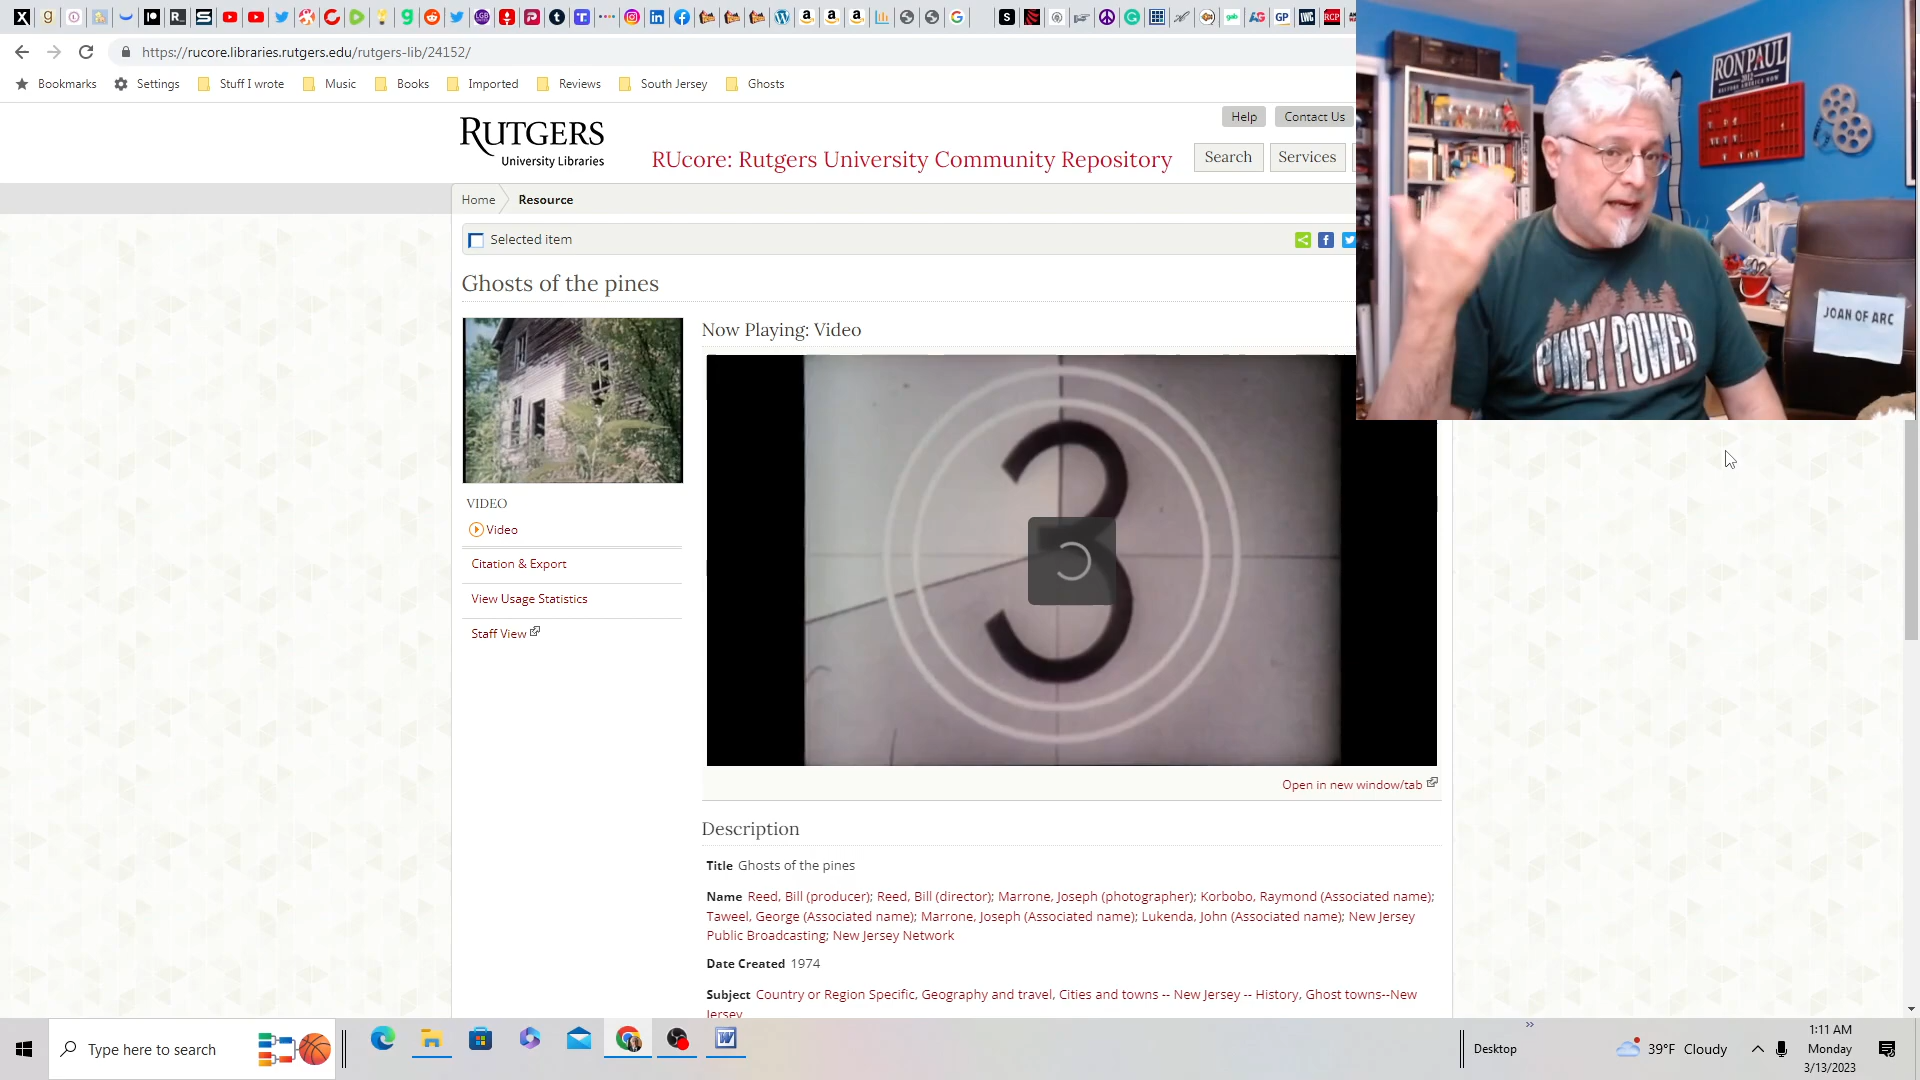 https://rucore.libraries.rutgers.edu/rutgers-lib/24152/
Bookmarks
Settings
Stuff I wrote
Music
Books
Imported
Reviews
South Jersey
Ghosts
RUTGERS
University Libraries
RUcore: Rutgers University Community Repository
Help
Contact Us
Search
Services
Home
Resource
Selected item
Ghosts of the pines
VIDEO
Video
Citation & Export
View Usage Statistics
Staff View
Now Playing: Video
3
Open in new window/tab
Description
Title Ghosts of the pines
Name Reed, Bill (producer); Reed, Bill (director); Marrone, Joseph (photographer); Korbobo, Raymond (Associated name);
Taweel, George (Associated name); Marrone, Joseph (Associated name); Lukenda, John (Associated name); New Jersey
Public Broadcasting; New Jersey Network
Date Created 1974
Subject Country or Region Specific, Geography and travel, Cities and towns -- New Jersey -- History, Ghost towns--New
Jersey
RON PAUL
2012
PINEY POWER
JOAN OF ARC
Type here to search
Desktop
39°F Cloudy
1:11 AM
Monday
3/13/2023